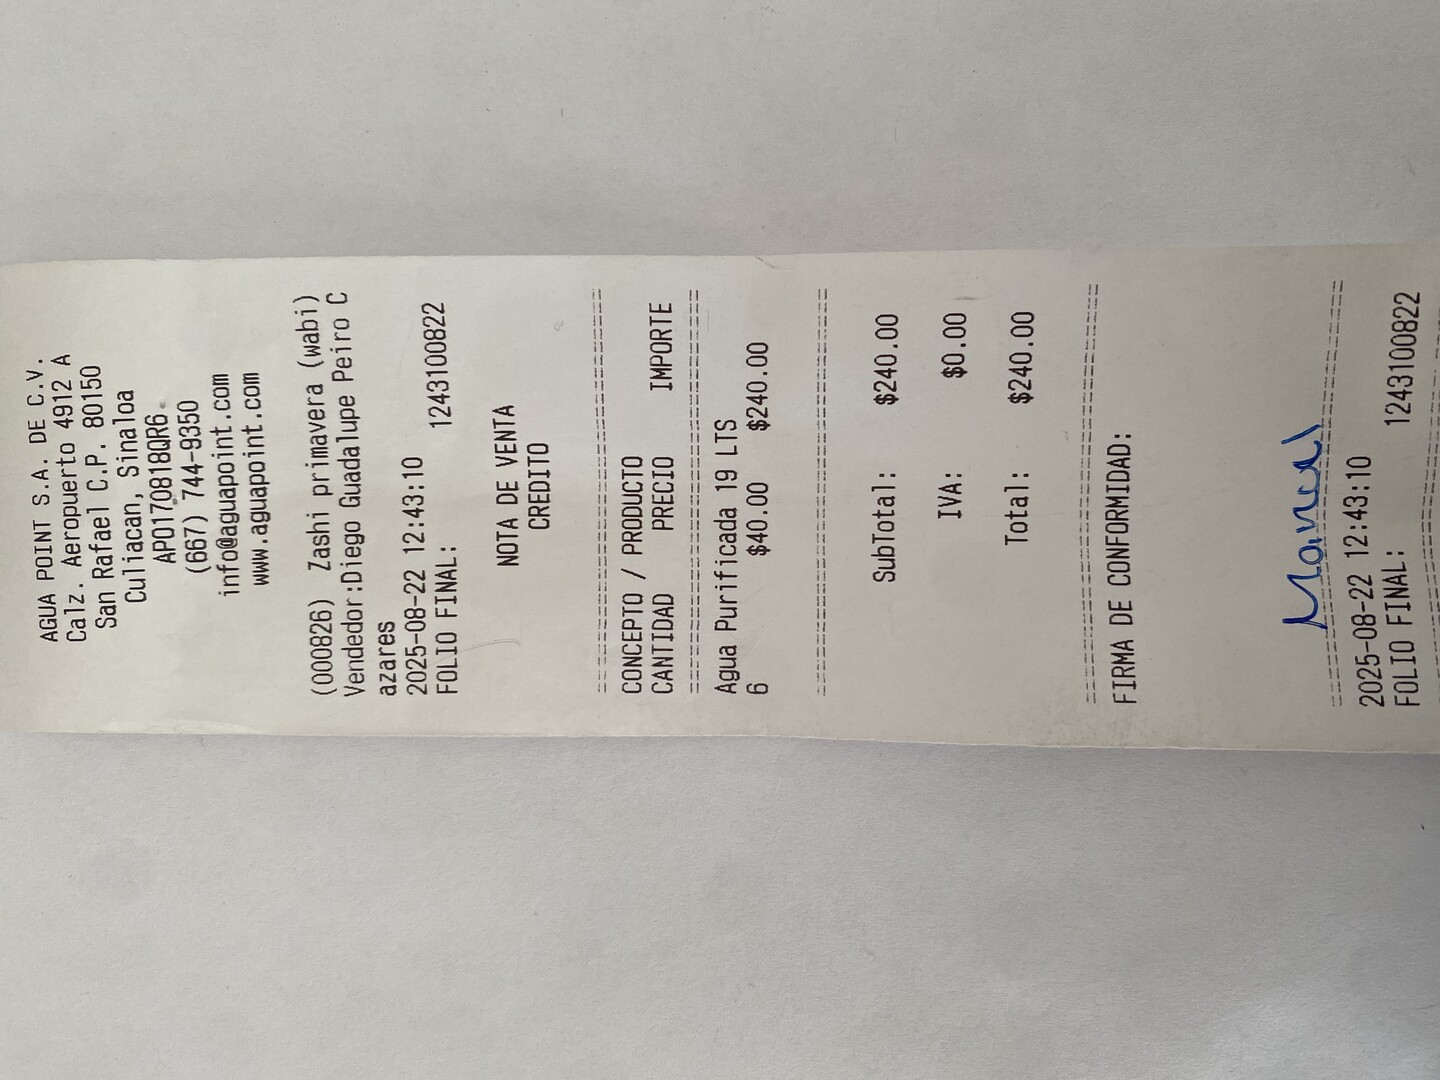 AGUA POINT S.A. DE C.V.
Calz. Aeropuerto 4912 A
San Rafael C.P. 80150
Culiacan, Sinaloa
APO170818QR6
(667) 744-9350
info@aguapoint.com
www.aguapoint.com
(000826) Zashi primavera (wabi)
Vendedor:Diego Guadalupe Peiro C
azares
2025-08-22 12:43:10
FOLIO FINAL: 1243100822
NOTA DE VENTA
CREDITO
CONCEPTO / PRODUCTO
CANTIDAD PRECIO IMPORTE
Agua Purificada 19 LTS
6 $40.00 $240.00
SubTotal: $240.00
IVA: $0.00
Total: $240.00
FIRMA DE CONFORMIDAD:
Manuel
2025-08-22 12:43:10
FOLIO FINAL: 1243100822